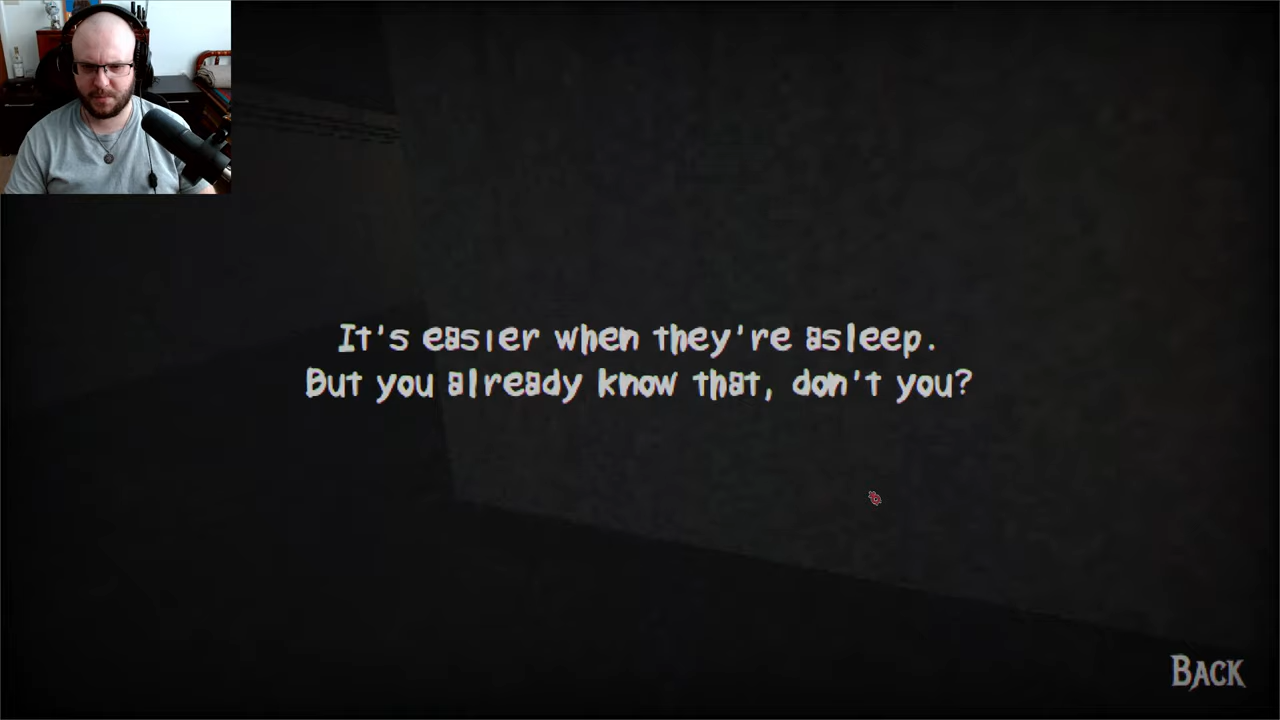 It's easier when they're asleep.
But you already know that, don't you?
Back